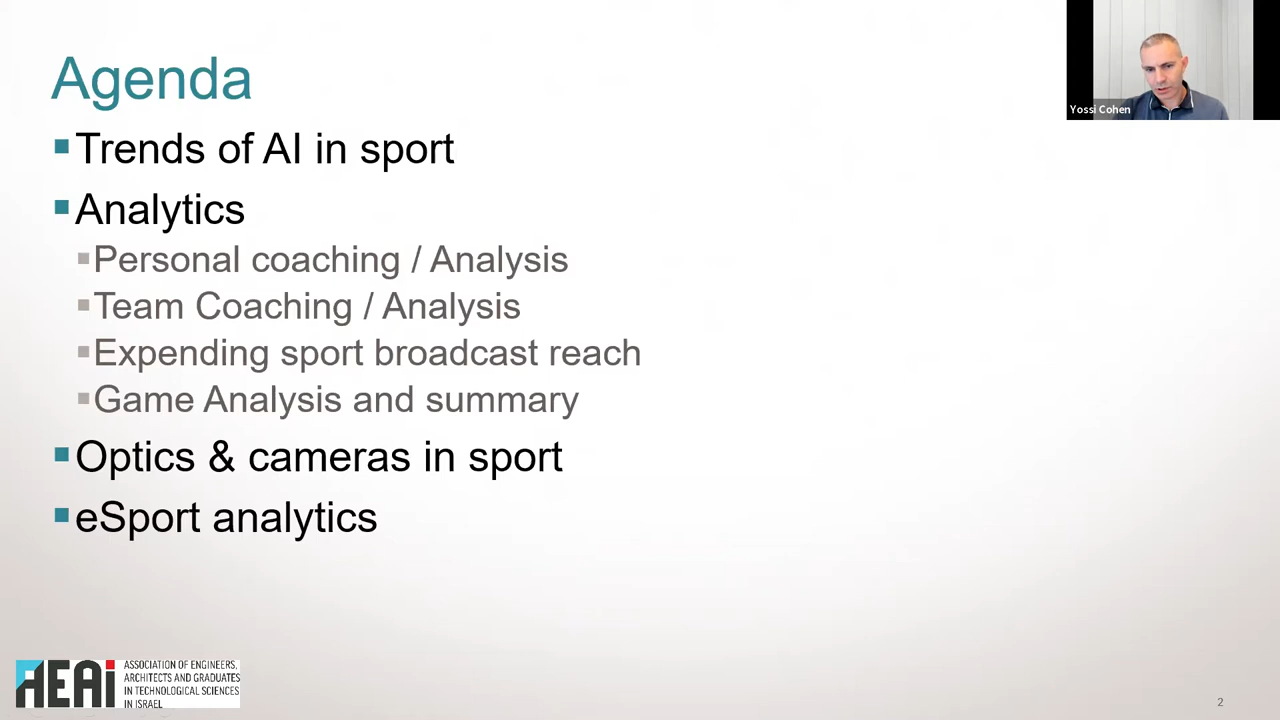 Agenda
Yossi Cohen
Trends of AI in sport
Analytics
Personal coaching / Analysis
Team Coaching / Analysis
Expending sport broadcast reach
Game Analysis and summary
Optics & cameras in sport
eSport analytics
AEAi
ASSOCIATION OF ENGINEERS,
ARCHITECTS AND GRADUATES
IN TECHNOLOGICAL SCIENCES
IN ISRAEL
2